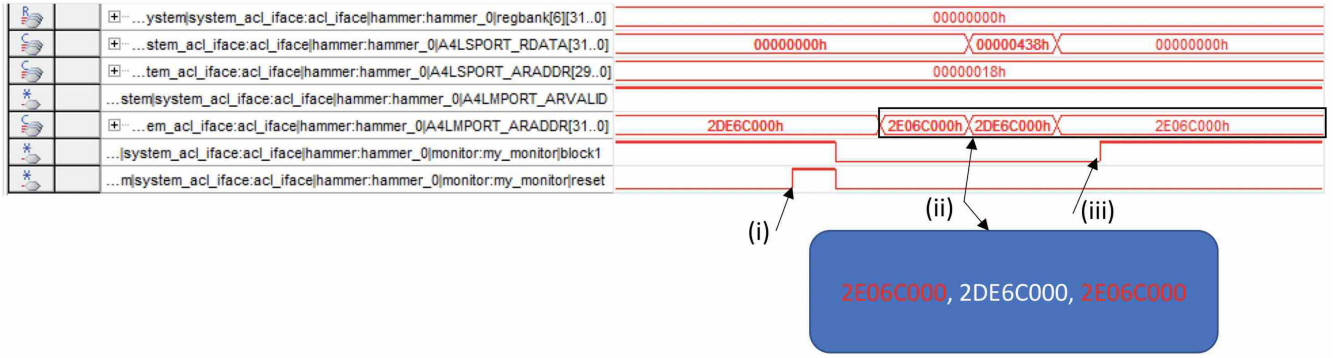 ...ystem|system_acl_iface:acl_iface|hammer:hammer_0|regbank[6][31..0] 00000000h
...stem_acl_iface:acl_iface|hammer:hammer_0|A4LSPORT_RDATA[31..0] 00000000h 00000438h 00000000h
...tem_acl_iface:acl_iface|hammer:hammer_0|A4LSPORT_ARADDR[29..0] 00000018h
...stem|system_acl_iface:acl_iface|hammer:hammer_0|A4LMPORT_ARVALID
...em_acl_iface:acl_iface|hammer:hammer_0|A4LMPORT_ARADDR[31..0] 2DE6C000h 2E06C000h 2DE6C000h 2E06C000h
...|system_acl_iface:acl_iface|hammer:hammer_0|monitor:my_monitor|block1
...m|system_acl_iface:acl_iface|hammer:hammer_0|monitor:my_monitor|reset
(i) (ii) (iii)
2E06C000, 2DE6C000, 2E06C000